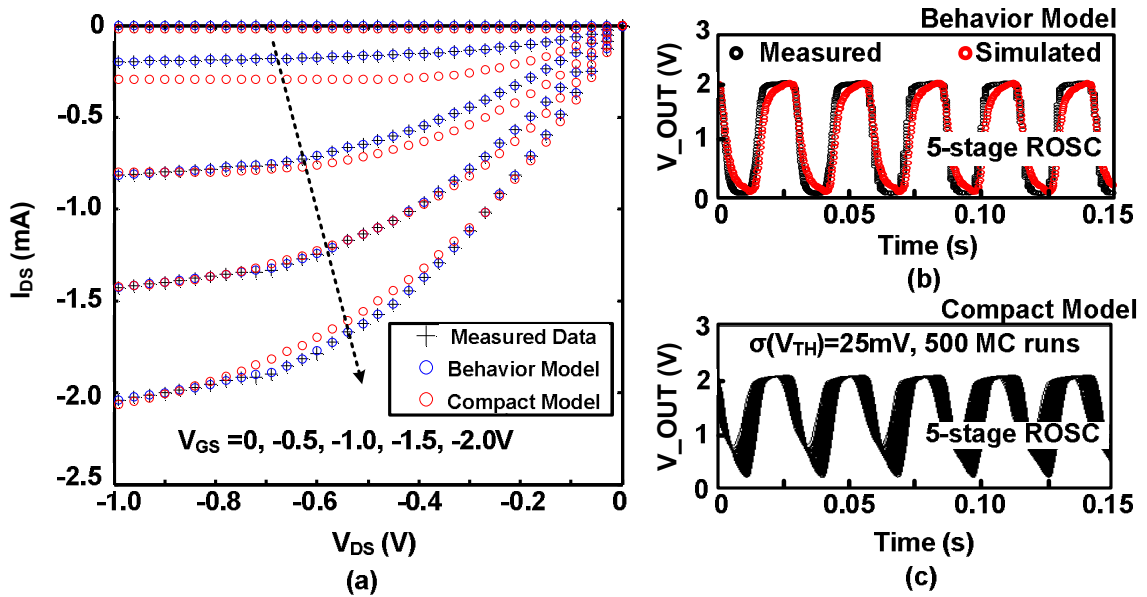 0
-0.5
-1.0
-1.5
-2.0
-2.5
I_DS (mA)
Measured Data
Behavior Model
Compact Model
V_GS =0, -0.5, -1.0, -1.5, -2.0V
-1.0 -0.8 -0.6 -0.4 -0.2 0
V_DS (V)
(a)
Behavior Model
3
2
1
0
V_OUT (V)
Measured Simulated
5-stage ROSC
0 0.05 0.10 0.15
Time (s)
(b)
Compact Model
3
2
1
0
V_OUT (V)
σ(V_TH)=25mV, 500 MC runs
5-stage ROSC
0 0.05 0.10 0.15
Time (s)
(c)